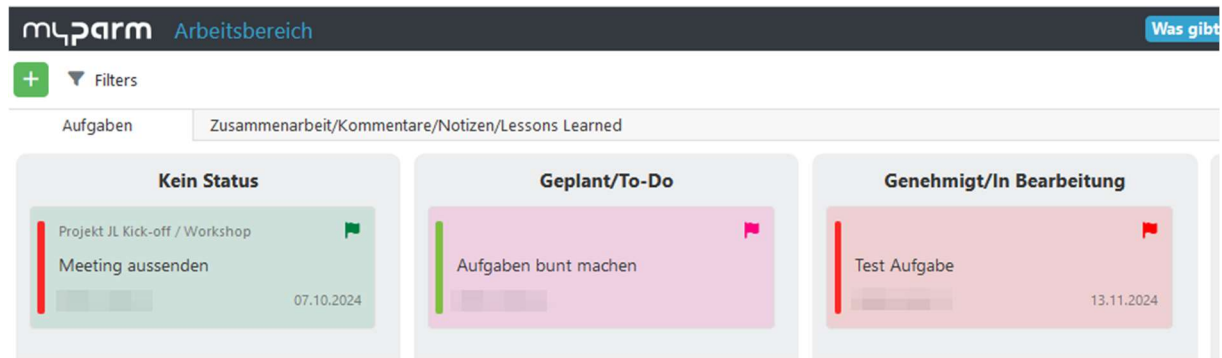 myparm Arbeitsbereich
Was gibt
+ Filters
Aufgaben
Zusammenarbeit/Kommentare/Notizen/Lessons Learned
Kein Status
Projekt JL Kick-off / Workshop
Meeting aussenden
07.10.2024
Geplant/To-Do
Aufgaben bunt machen
Genehmigt/In Bearbeitung
Test Aufgabe
13.11.2024